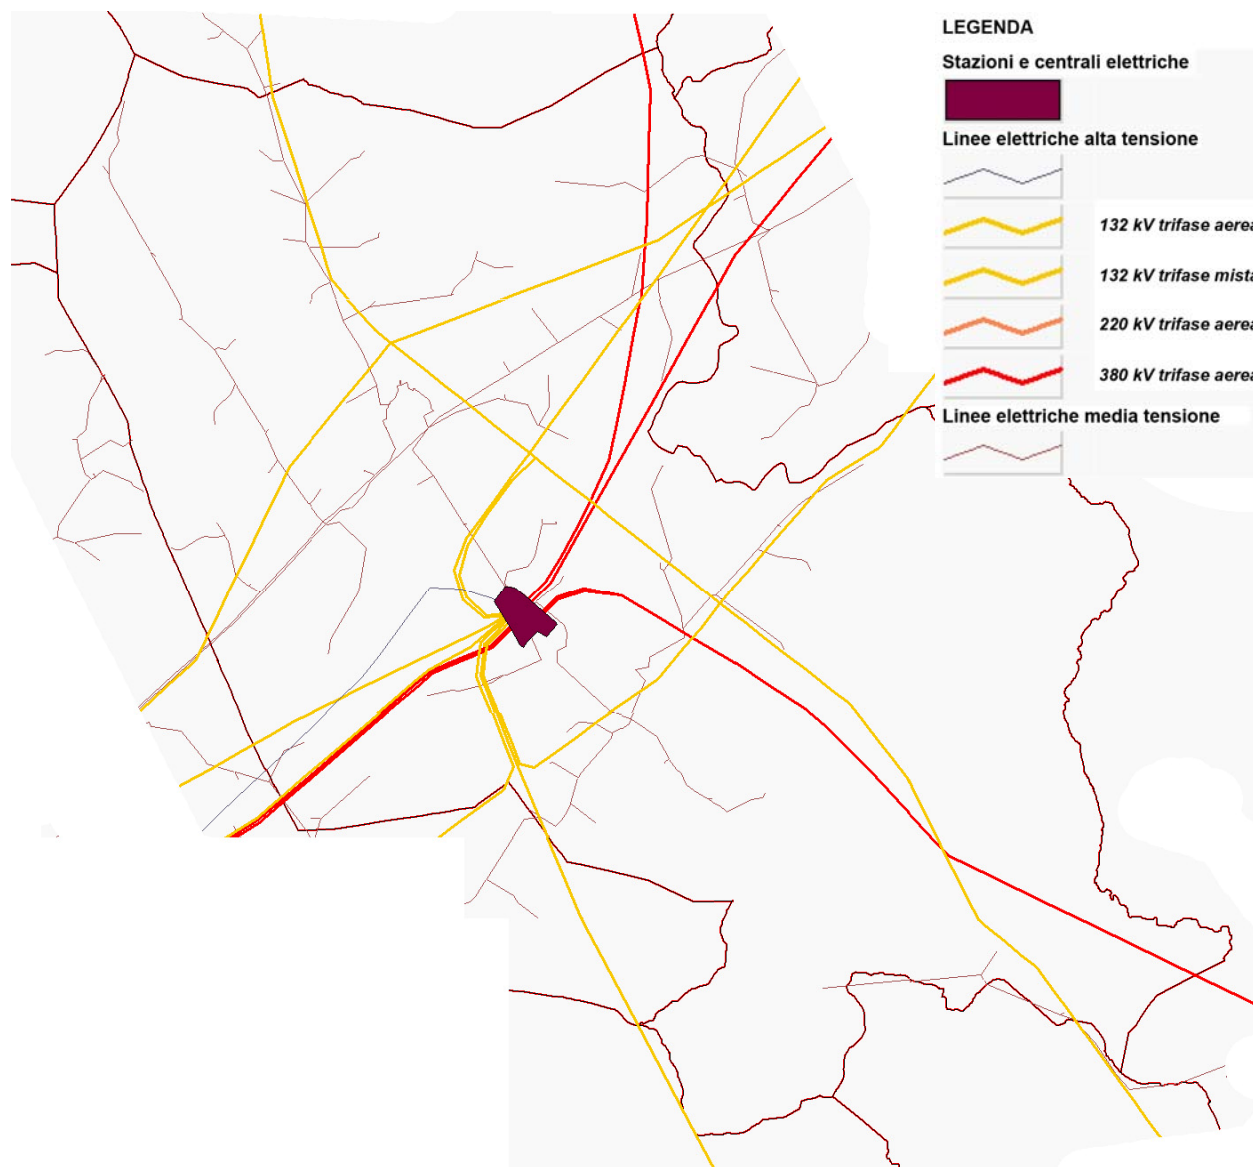 LEGENDA
Stazioni e centrali elettriche
Linee elettriche alta tensione
132 kV trifase aerea
132 kV trifase mista
220 kV trifase aerea
380 kV trifase aerea
Linee elettriche media tensione